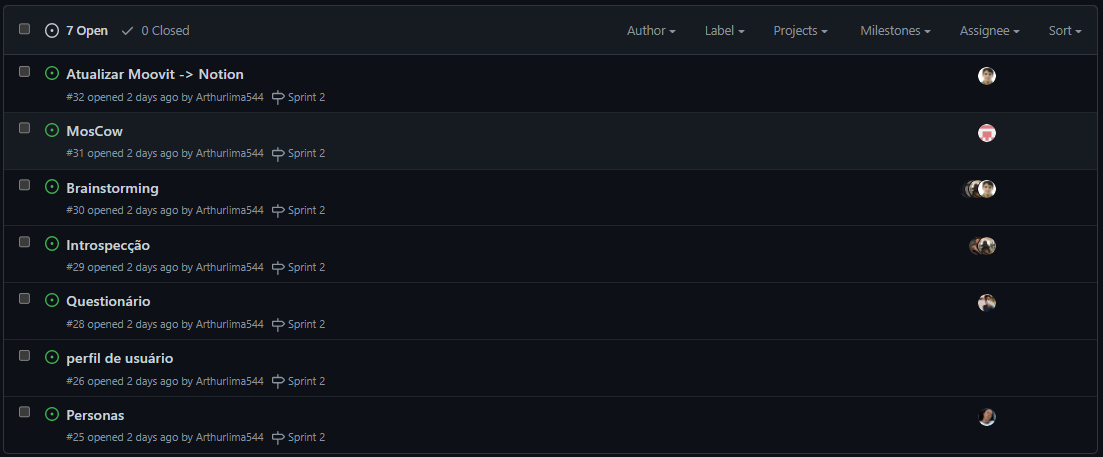 7 Open 0 Closed Author Label Projects Milestones Assignee Sort
Atualizar Moovit -> Notion
#32 opened 2 days ago by Arthurlima544 Sprint 2
MosCow
#31 opened 2 days ago by Arthurlima544 Sprint 2
Brainstorming
#30 opened 2 days ago by Arthurlima544 Sprint 2
Introspecção
#29 opened 2 days ago by Arthurlima544 Sprint 2
Questionário
#28 opened 2 days ago by Arthurlima544 Sprint 2
perfil de usuário
#26 opened 2 days ago by Arthurlima544 Sprint 2
Personas
#25 opened 2 days ago by Arthurlima544 Sprint 2